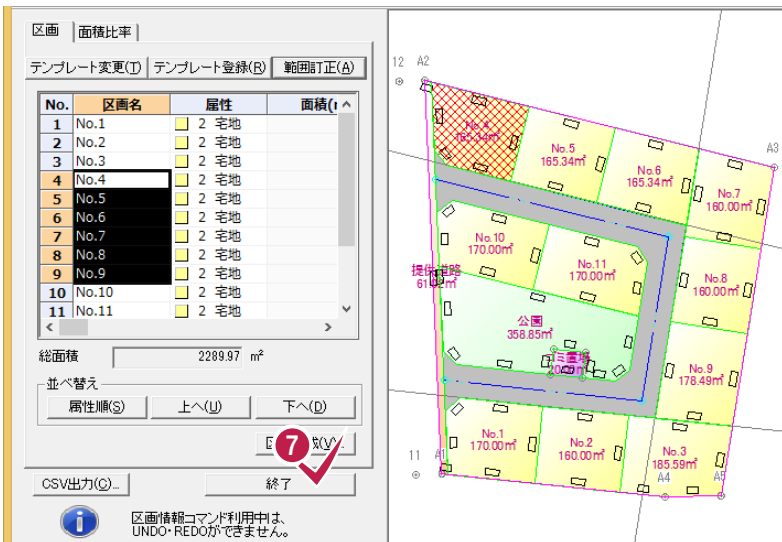 区画 面積比率
テンプレート変更(T) テンプレート登録(R) 範囲訂正(A)
No. 区画名 属性 面積(
1 No.1 2 宅地
2 No.2 2 宅地
3 No.3 2 宅地
4 No.4 2 宅地
5 No.5 2 宅地
6 No.6 2 宅地
7 No.7 2 宅地
8 No.8 2 宅地
9 No.9 2 宅地
10 No.10 2 宅地
11 No.11 2 宅地
総面積 2289.97 m²
並べ替え
属性順(S) 上へ(U) 下へ(D)
7
CSV出力(C)... 終了
区画情報コマンド利用中は、
UNDO・REDOができません。
12 A2
A3
No.4
165.34㎡
No.5
165.34㎡
No.6
165.34㎡
No.7
160.00㎡
No.10
170.00㎡
No.11
170.00㎡
No.8
160.00㎡
提供道路
公園
358.85㎡
ゴミ置場
No.9
178.49㎡
No.1
170.00㎡
No.2
160.00㎡
No.3
185.59㎡
11 A1
A4 A5